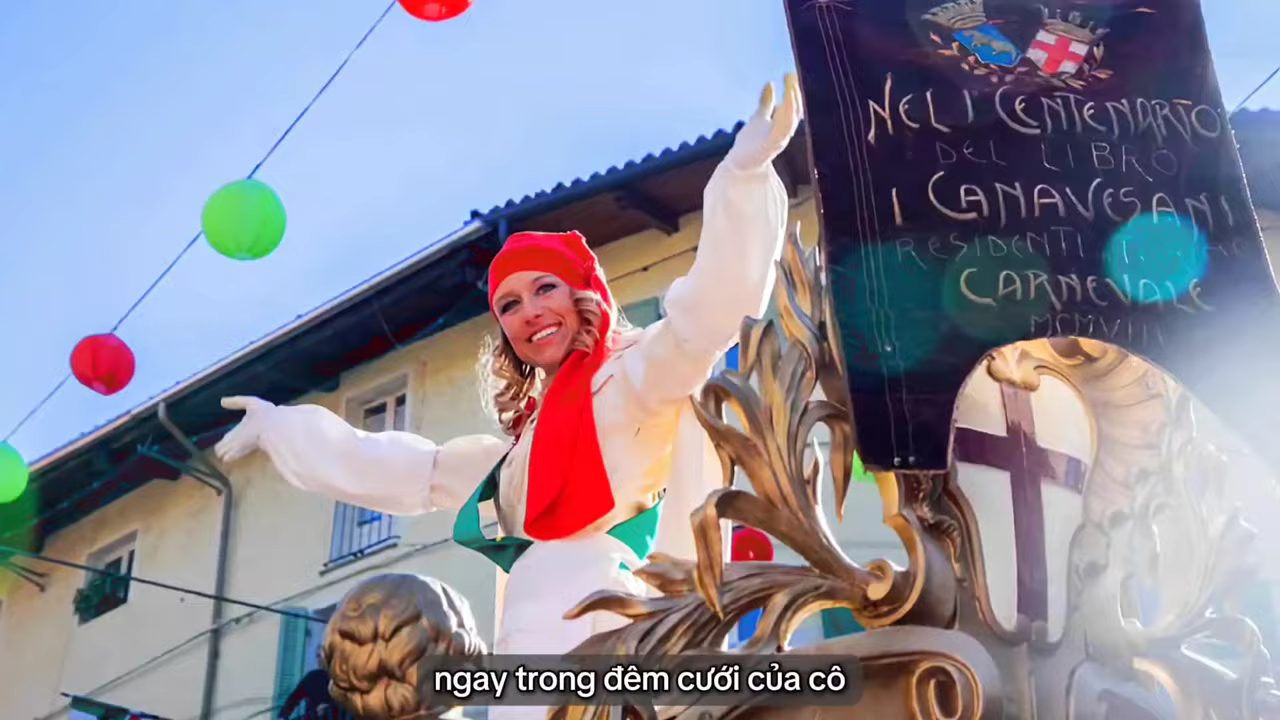 NEL I CENTENARIO
DEL LIBRO
I CANAVESANI
RESIDENTI
CARNEVALE
ngay trong đêm cưới của cô